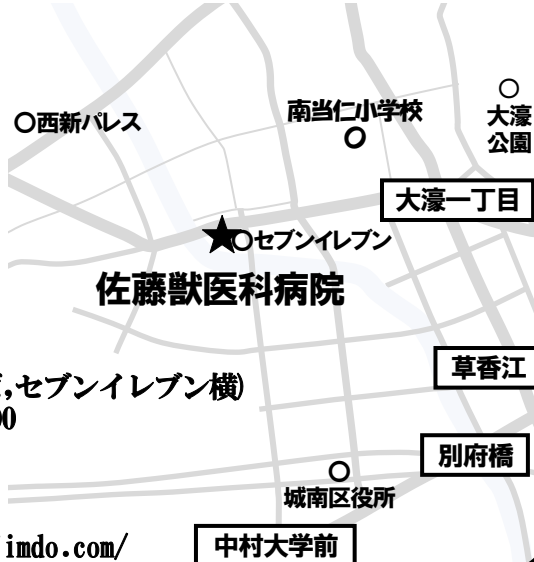 西新パレス
南当仁小学校
大濠
公園
大濠一丁目
セブンイレブン
佐藤獣医科病院
草香江
,セブンイレブン横)
00
別府橋
城南区役所
imdo.com/
中村大学前